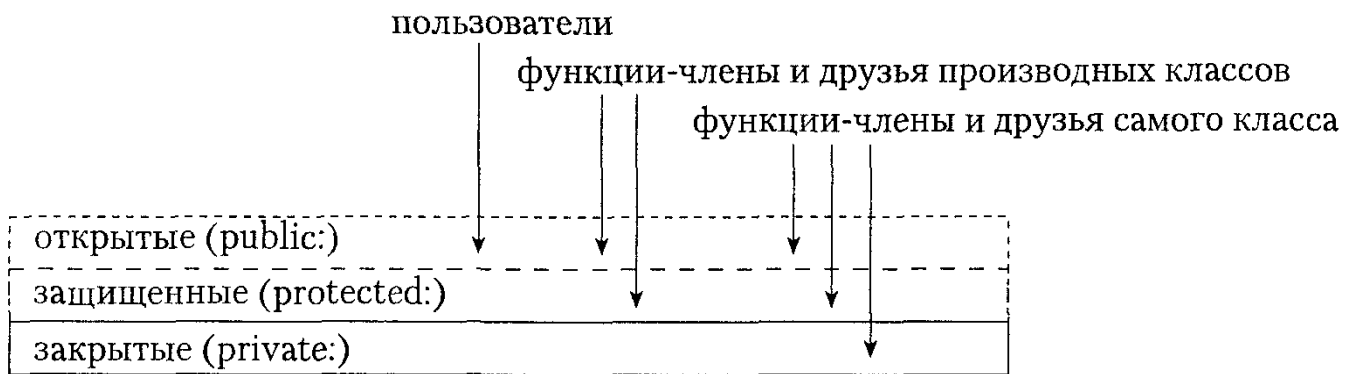 пользователи
функции-члены и друзья производных классов
функции-члены и друзья самого класса
открытые (public:)
защищенные (protected:)
закрытые (private:)